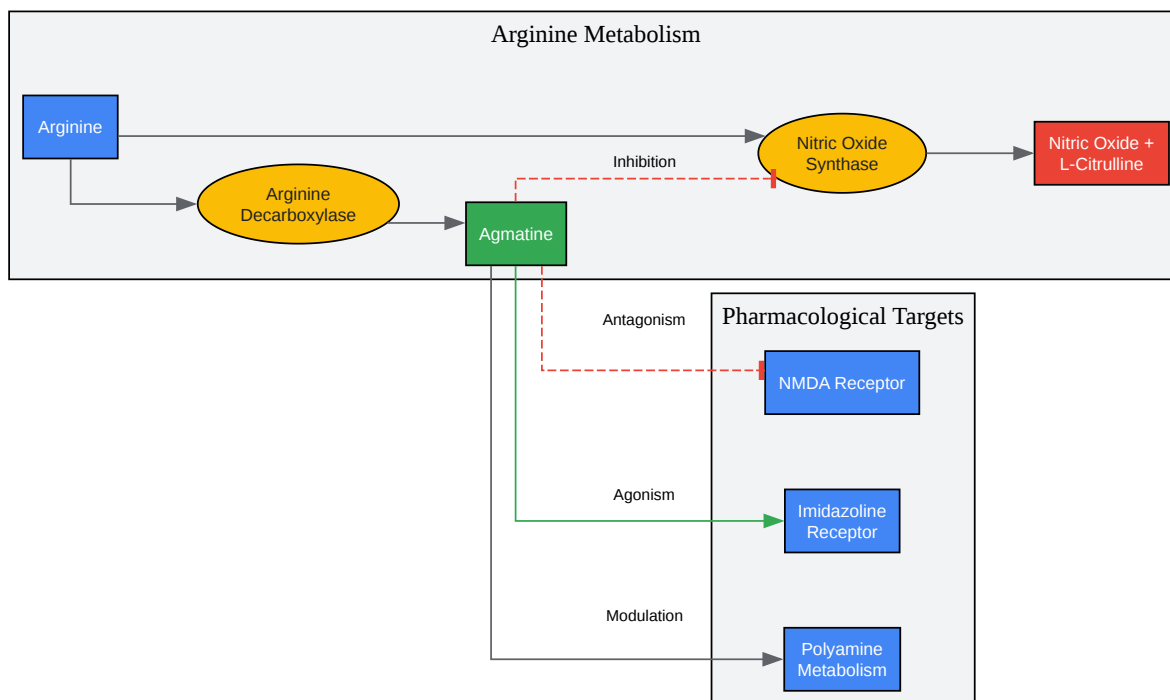 Arginine Metabolism
Arginine
Nitric Oxide
Synthase
Nitric Oxide +
L-Citrulline
Inhibition
Arginine
Decarboxylase
Agmatine
Antagonism
Pharmacological Targets
NMDA Receptor
Agonism
Imidazoline
Receptor
Modulation
Polyamine
Metabolism